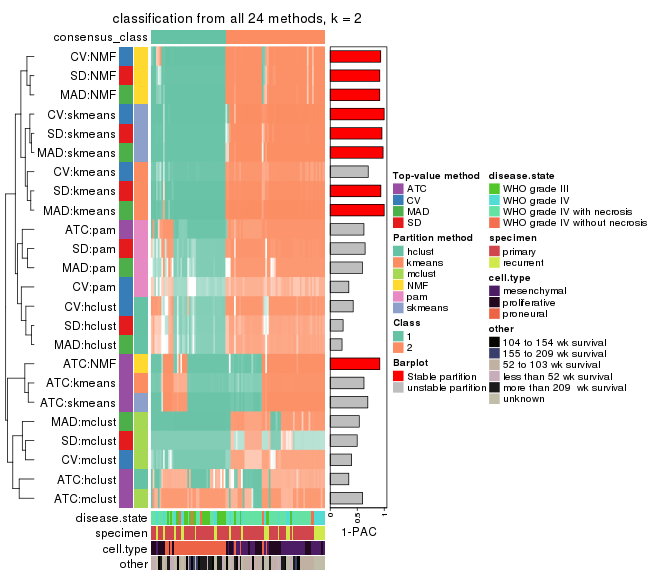 classification from all 24 methods, k = 2
consensus_class
CV:NMF
SD:NMF
MAD:NMF
CV:skmeans
SD:skmeans
MAD:skmeans
CV:kmeans
SD:kmeans
MAD:kmeans
ATC:pam
SD:pam
MAD:pam
CV:pam
CV:hclust
SD:hclust
MAD:hclust
ATC:NMF
ATC:kmeans
ATC:skmeans
MAD:mclust
SD:mclust
CV:mclust
ATC:hclust
ATC:mclust
disease.state
specimen
cell.type
other
0
0.5
1
1-PAC
Top-value method
ATC
CV
MAD
SD
Partition method
hclust
kmeans
mclust
NMF
pam
skmeans
Class
1
2
Barplot
Stable partition
unstable partition
disease.state
WHO grade III
WHO grade IV
WHO grade IV with necrosis
WHO grade IV without necrosis
specimen
primary
recurrent
cell.type
mesenchymal
proliferative
proneural
other
104 to 154 wk survival
155 to 209 wk survival
52 to 103 wk survival
less than 52 wk survival
more than 209  wk survival
unknown